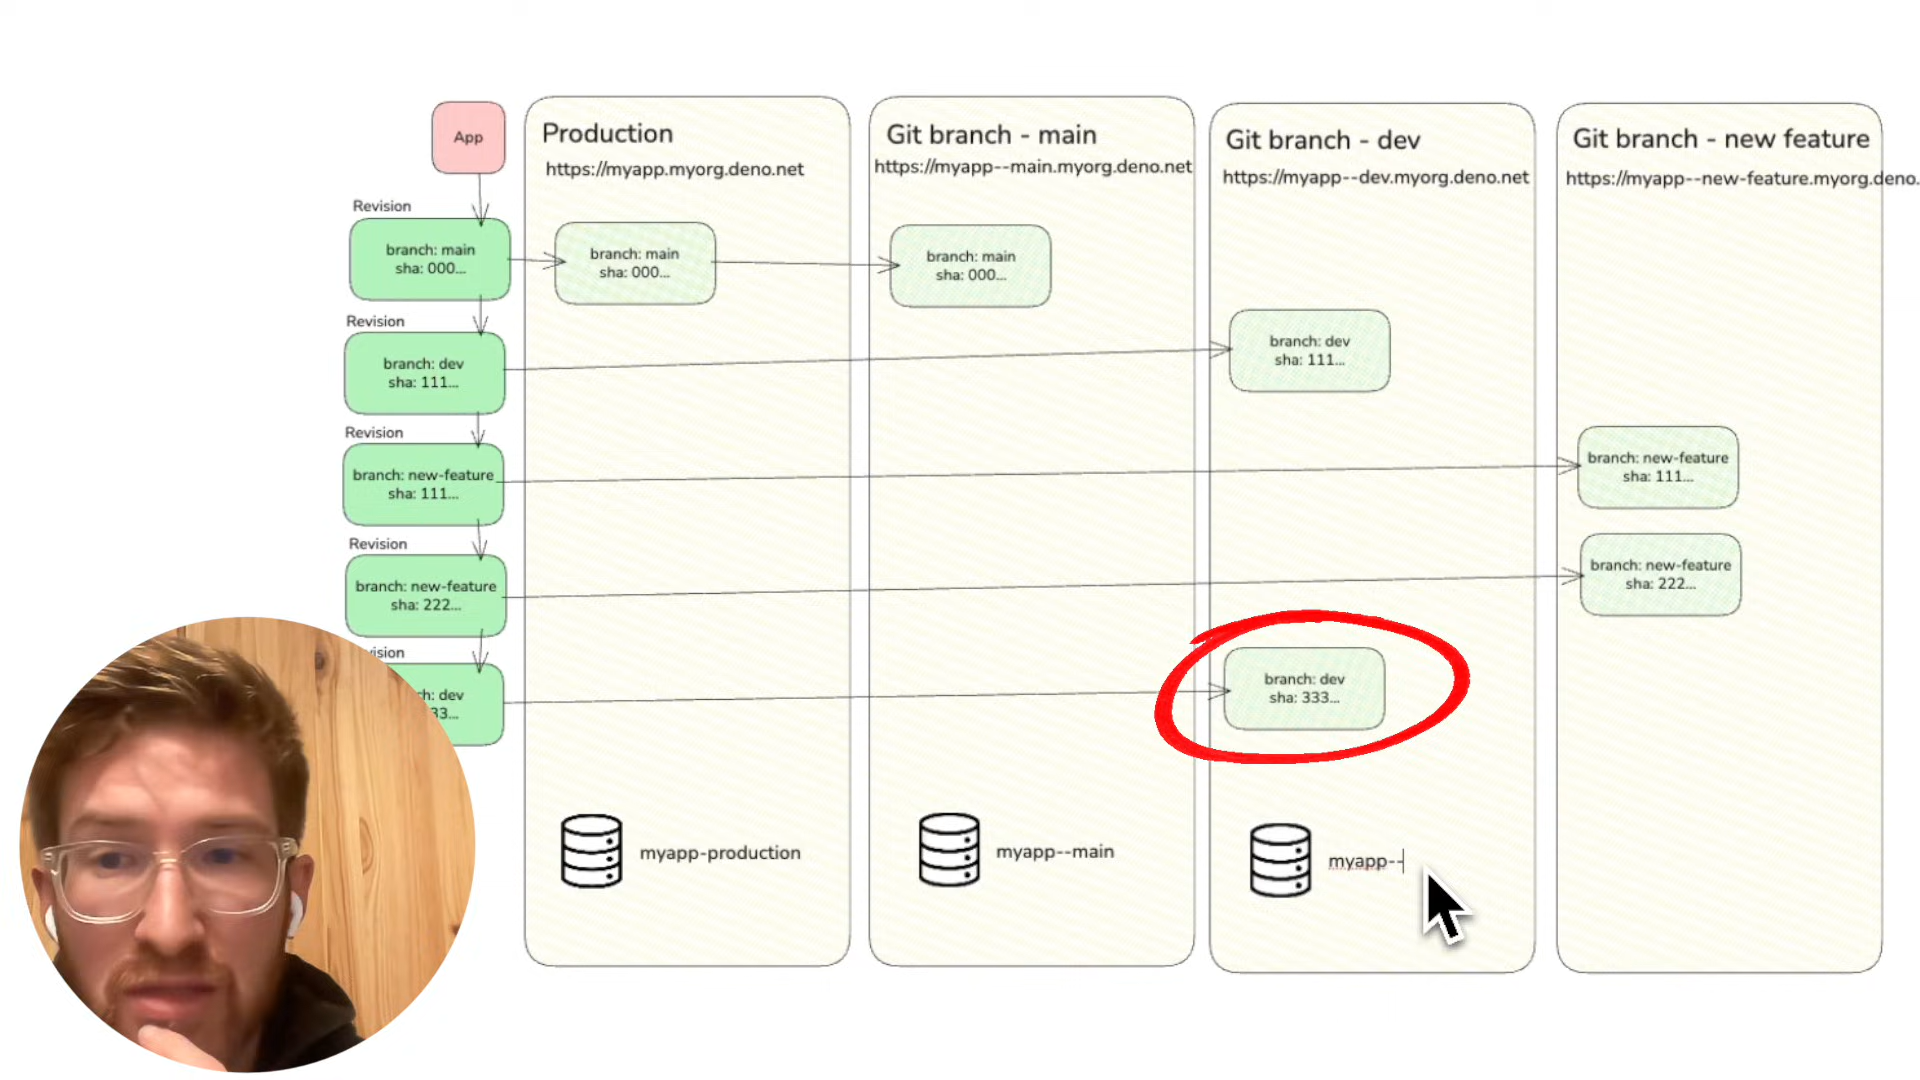 App
Revision
branch: main
sha: 000...
Revision
branch: dev
sha: 111...
Revision
branch: new-feature
sha: 111...
Revision
branch: new-feature
sha: 222...
Production
https://myapp.myorg.deno.net
branch: main
sha: 000...
myapp-production
Git branch - main
https://myapp--main.myorg.deno.net
branch: main
sha: 000...
myapp--main
Git branch - dev
https://myapp--dev.myorg.deno.net
branch: dev
sha: 111...
branch: dev
sha: 333...
myapp--
Git branch - new feature
https://myapp--new-feature.myorg.deno.
branch: new-feature
sha: 111...
branch: new-feature
sha: 222...